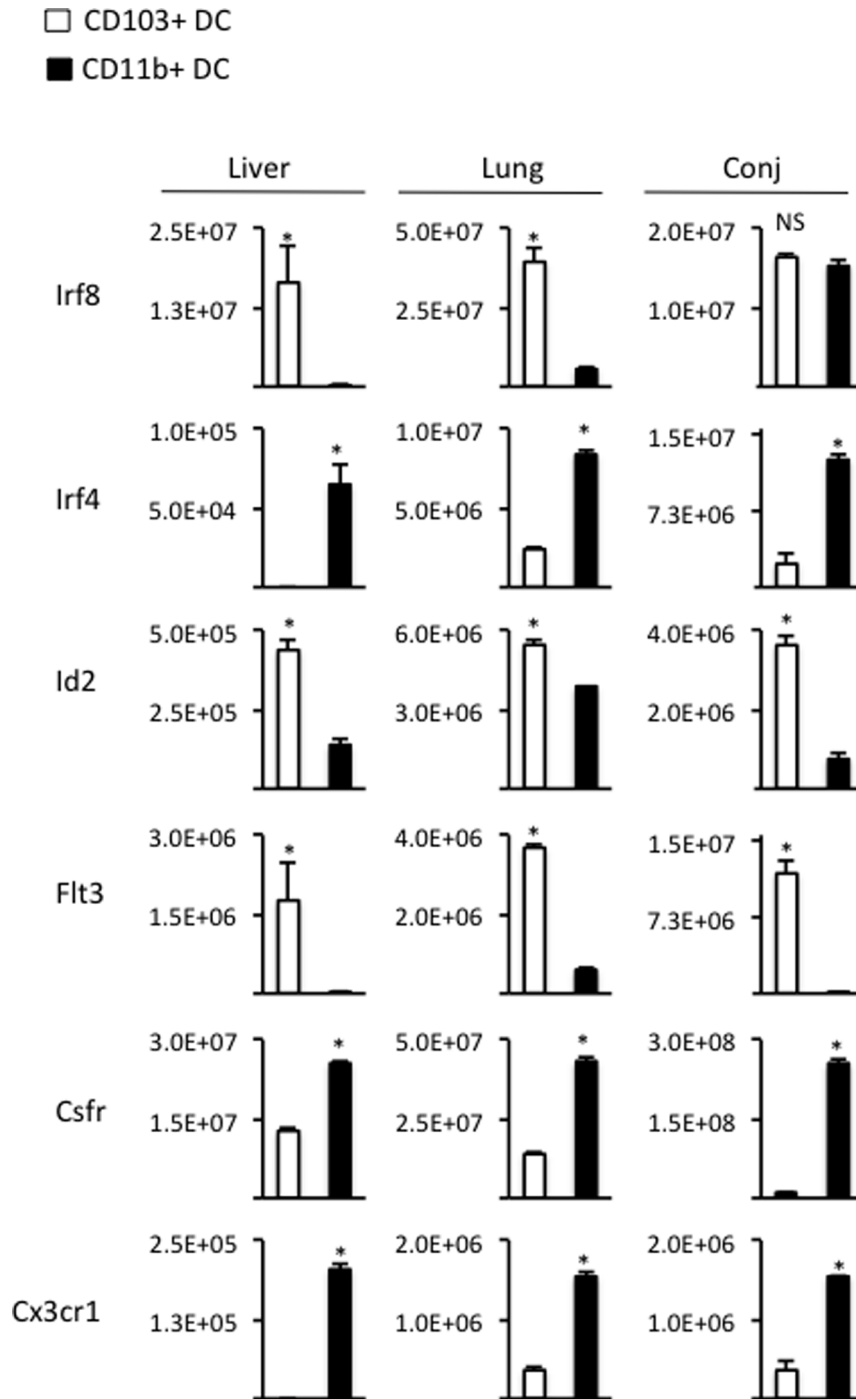 CD103+ DC
CD11b+ DC
Liver Lung Conj
Irf8
2.5E+07 * 5.0E+07 * 2.0E+07 NS
1.3E+07 2.5E+07 1.0E+07
Irf4
1.0E+05 * 1.0E+07 * 1.5E+07 *
5.0E+04 5.0E+06 7.3E+06
Id2
5.0E+05 * 6.0E+06 * 4.0E+06 *
2.5E+05 3.0E+06 2.0E+06
Flt3
3.0E+06 * 4.0E+06 * 1.5E+07 *
1.5E+06 2.0E+06 7.3E+06
Csfr
3.0E+07 * 5.0E+07 * 3.0E+08 *
1.5E+07 2.5E+07 1.5E+08
Cx3cr1
2.5E+05 * 2.0E+06 * 2.0E+06 *
1.3E+05 1.0E+06 1.0E+06